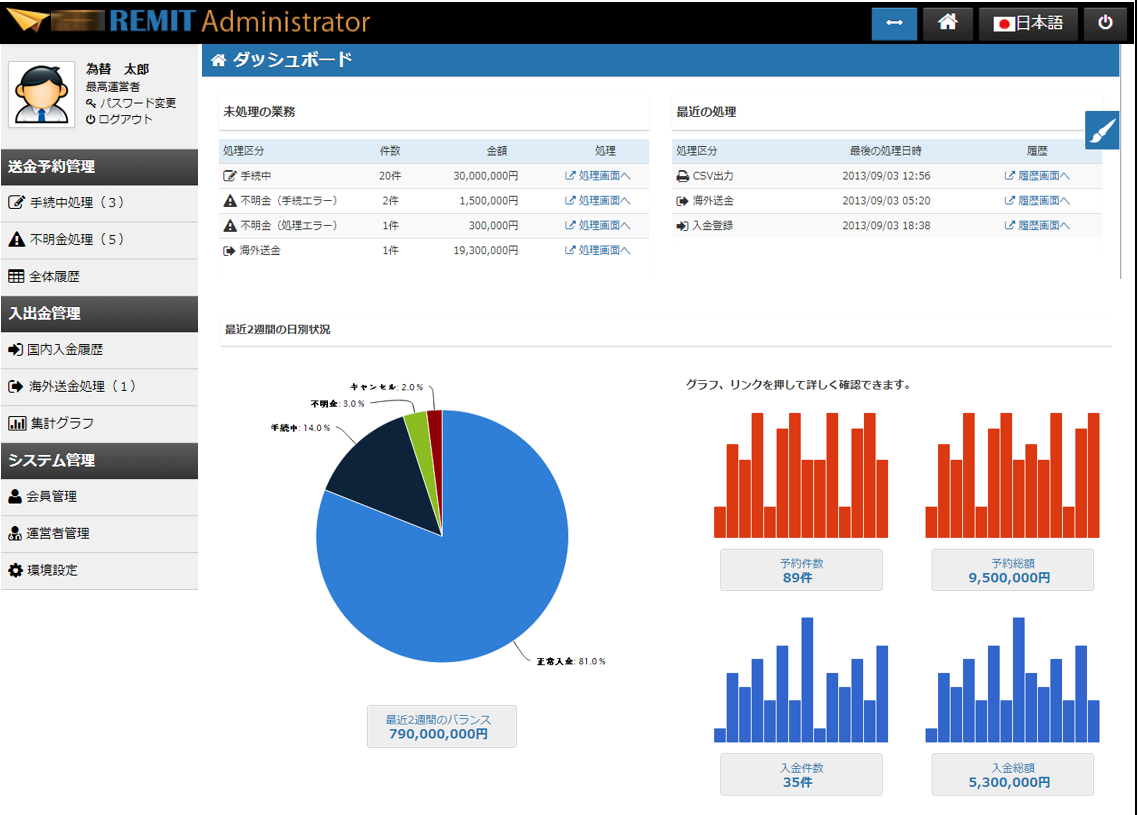 REMIT Administrator
日本語
為替 太郎
最高運営者
パスワード変更
ログアウト
送金予約管理
手続中処理（3）
不明金処理（5）
全体履歴
入出金管理
国内入金履歴
海外送金処理（1）
集計グラフ
システム管理
会員管理
運営者管理
環境設定
ダッシュボード
未処理の業務
処理区分 件数 金額 処理
手続中 20件 30,000,000円 処理画面へ
不明金（手続エラー） 2件 1,500,000円 処理画面へ
不明金（処理エラー） 1件 300,000円 処理画面へ
海外送金 1件 19,300,000円 処理画面へ
最近の処理
処理区分 最後の処理日時 履歴
CSV出力 2013/09/03 12:56 履歴画面へ
海外送金 2013/09/03 05:20 履歴画面へ
入金登録 2013/09/03 18:38 履歴画面へ
最近2週間の日別状況
キャンセル: 2.0%
不明金: 3.0%
手続中: 14.0%
正常入金: 81.0%
最近2週間のバランス
790,000,000円
グラフ、リンクを押して詳しく確認できます。
予約件数
89件
予約総額
9,500,000円
入金件数
35件
入金総額
5,300,000円